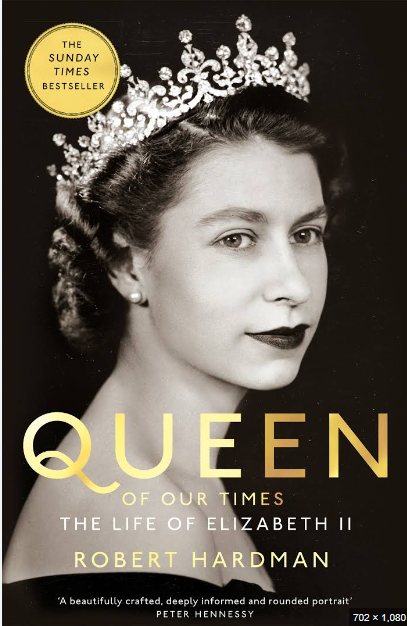 THE
SUNDAY
TIMES
BESTSELLER
QUEEN
OF OUR TIMES
THE LIFE OF ELIZABETH II
ROBERT HARDMAN
‘A beautifully crafted, deeply informed and rounded portrait’
PETER HENNESSY
702 × 1,080